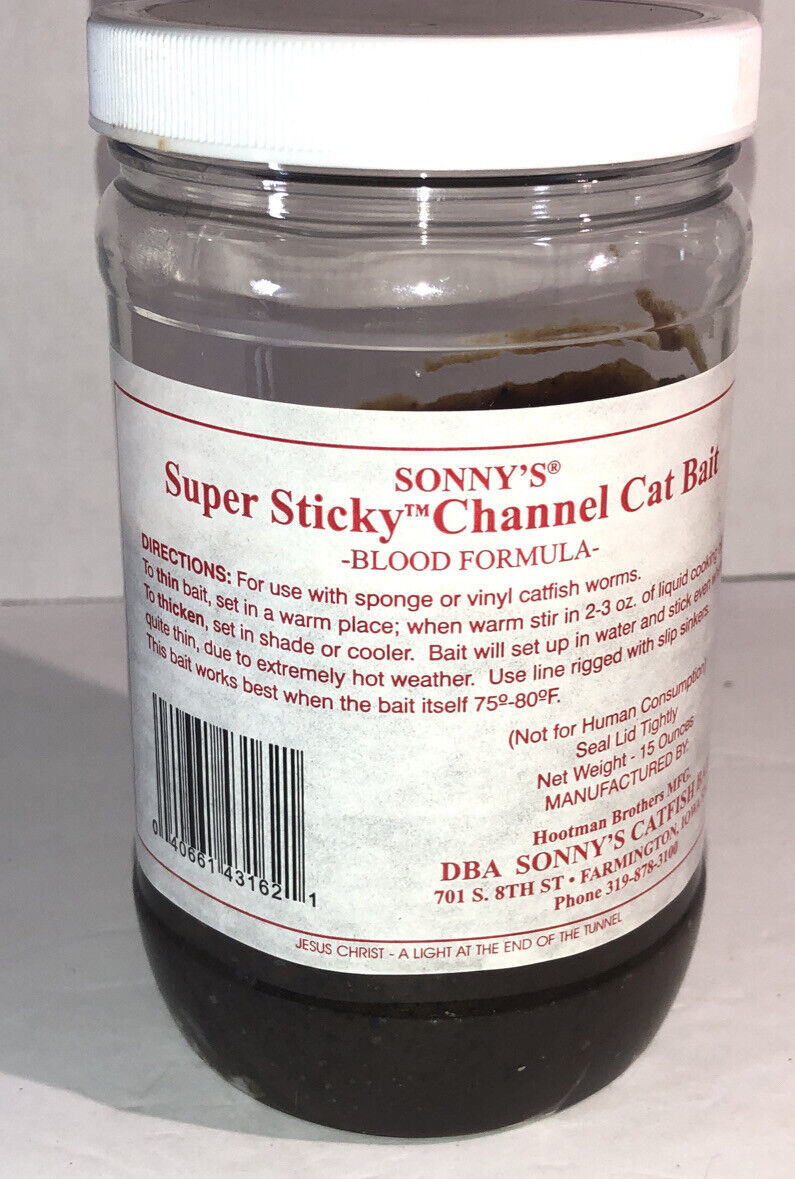 SONNY'S®
Super Sticky™ Channel Cat Bait
-BLOOD FORMULA-
DIRECTIONS: For use with sponge or vinyl catfish worms.
To thin bait, set in a warm place; when warm stir in 2-3 oz. of liquid cooking
To thicken, set in shade or cooler. Bait will set up in water and stick even
quite thin, due to extremely hot weather. Use line rigged with slip sinkers.
This bait works best when the bait itself 75º-80ºF.
(Not for Human Consumption)
Seal Lid Tightly
Net Weight - 15 Ounces
MANUFACTURED BY:
Hootman Brothers MFG.
DBA SONNY'S CATFISH
701 S. 8TH ST • FARMINGTON, IOWA
Phone 319-878-3100
0 40661 43162 1
JESUS CHRIST - A LIGHT AT THE END OF THE TUNNEL